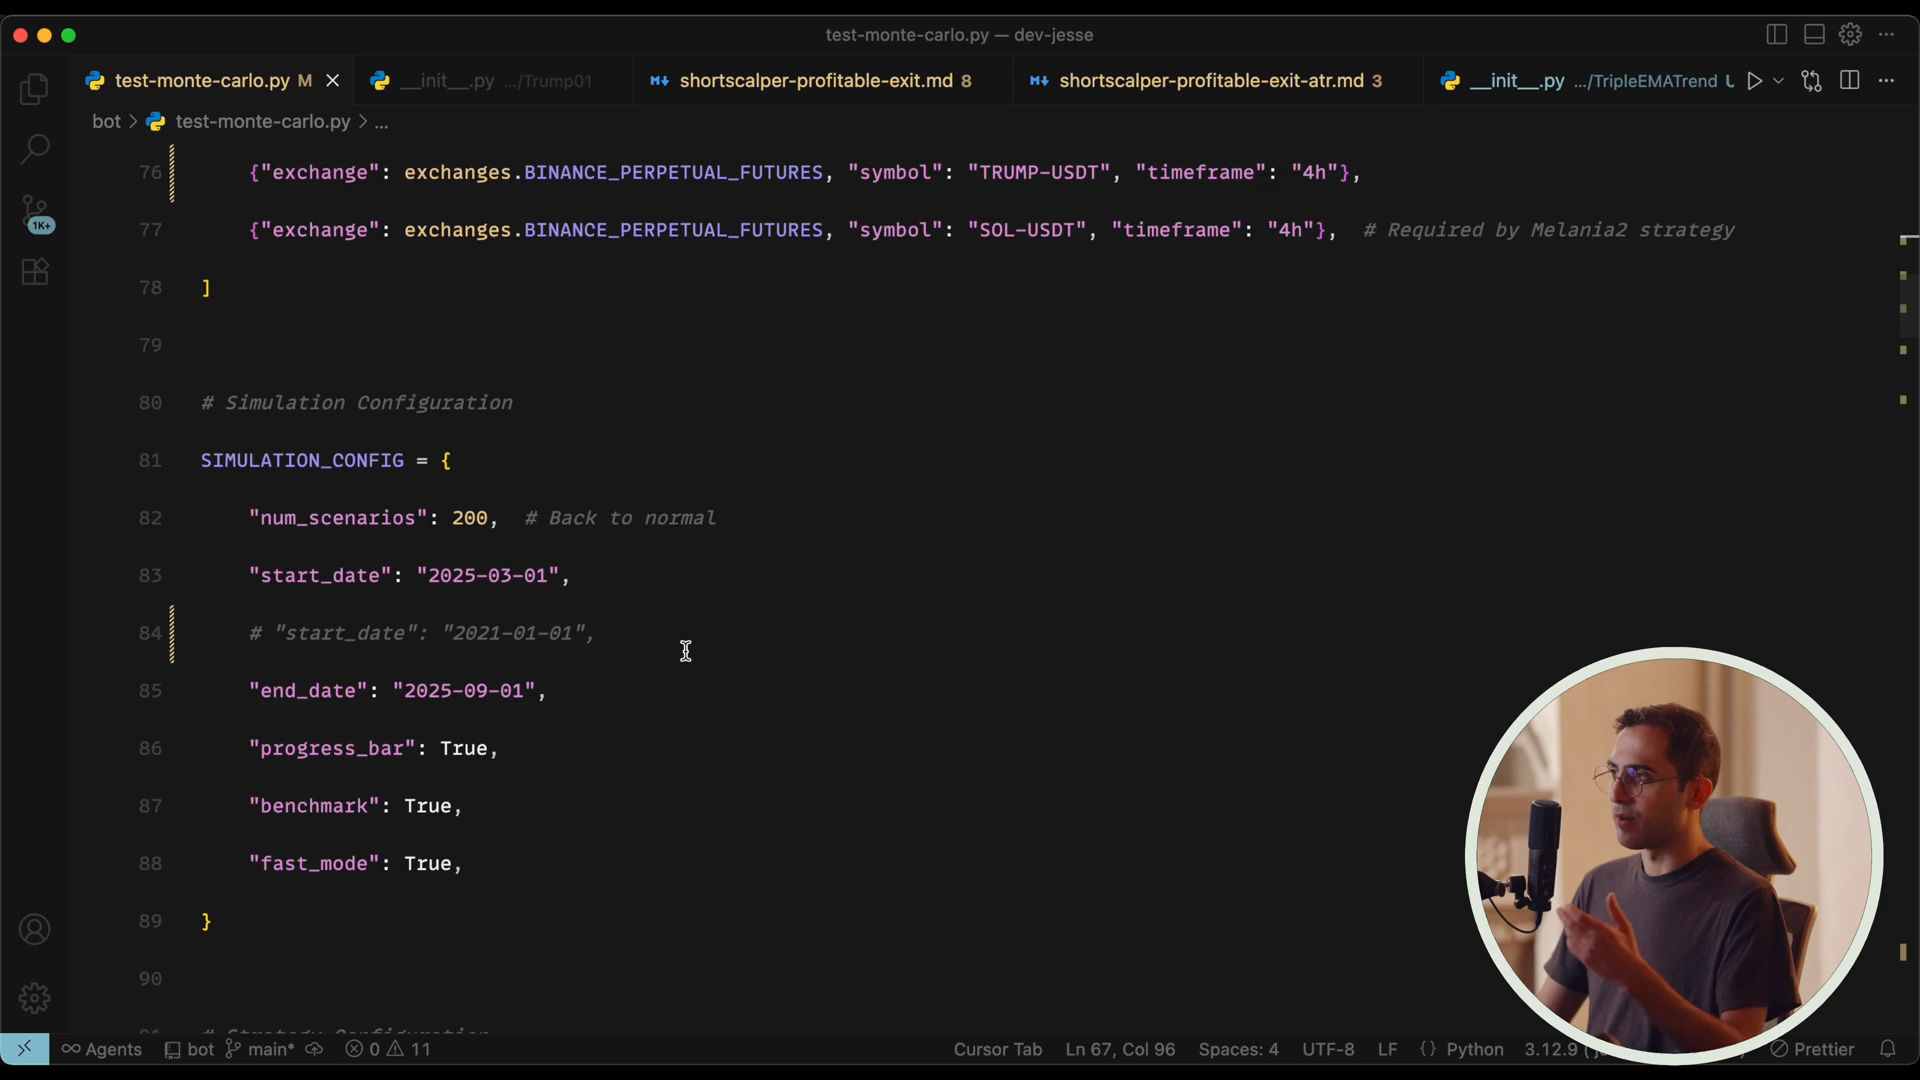 test-monte-carlo.py — dev-jesse
test-monte-carlo.py M
__init__.py .../Trump01
shortscalper-profitable-exit.md 8
shortscalper-profitable-exit-atr.md 3
__init__.py .../TripleEMATrend U
bot > test-monte-carlo.py > ...
76 {"exchange": exchanges.BINANCE_PERPETUAL_FUTURES, "symbol": "TRUMP-USDT", "timeframe": "4h"},
77 {"exchange": exchanges.BINANCE_PERPETUAL_FUTURES, "symbol": "SOL-USDT", "timeframe": "4h"}, # Required by Melania2 strategy
78 ]
79
80 # Simulation Configuration
81 SIMULATION_CONFIG = {
82 "num_scenarios": 200, # Back to normal
83 "start_date": "2025-03-01",
84 # "start_date": "2021-01-01",
85 "end_date": "2025-09-01",
86 "progress_bar": True,
87 "benchmark": True,
88 "fast_mode": True,
89 }
90
91 # Strategy Configuration
1K+
Agents bot main* 0 11
Cursor Tab Ln 67, Col 96 Spaces: 4 UTF-8 LF {} Python 3.12.9 Prettier